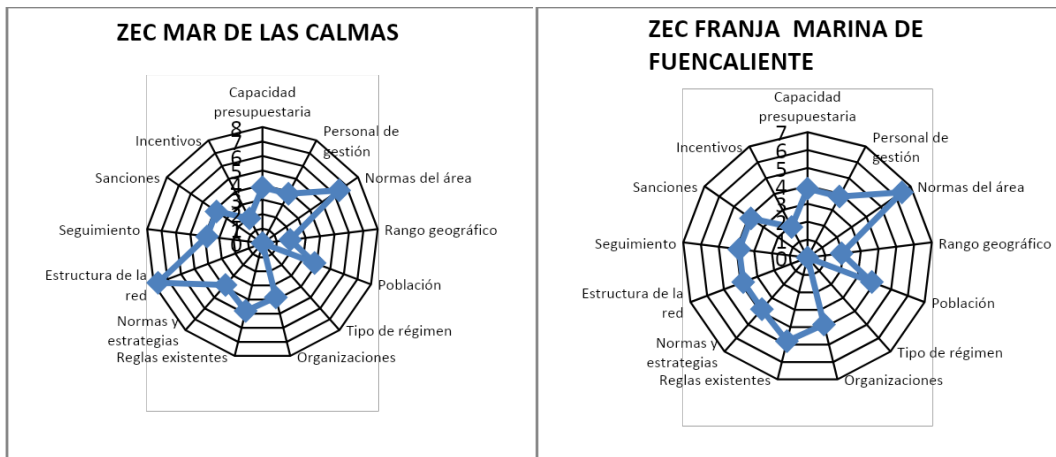 ZEC MAR DE LAS CALMAS
Capacidad
presupuestaria
Personal de
gestión
Normas del área
Rango geográfico
Población
Tipo de régimen
Organizaciones
Reglas existentes
Normas y
estrategias
Estructura de la
red
Seguimiento
Sanciones
Incentivos
8
7
6
5
4
3
2
1
0
ZEC FRANJA MARINA DE
FUENCALIENTE
Capacidad
presupuestaria
Personal de
gestión
Normas del área
Rango geográfico
Población
Tipo de régimen
Organizaciones
Reglas existentes
Normas y
estrategias
Estructura de la
red
Seguimiento
Sanciones
Incentivos
7
6
5
4
3
2
1
0